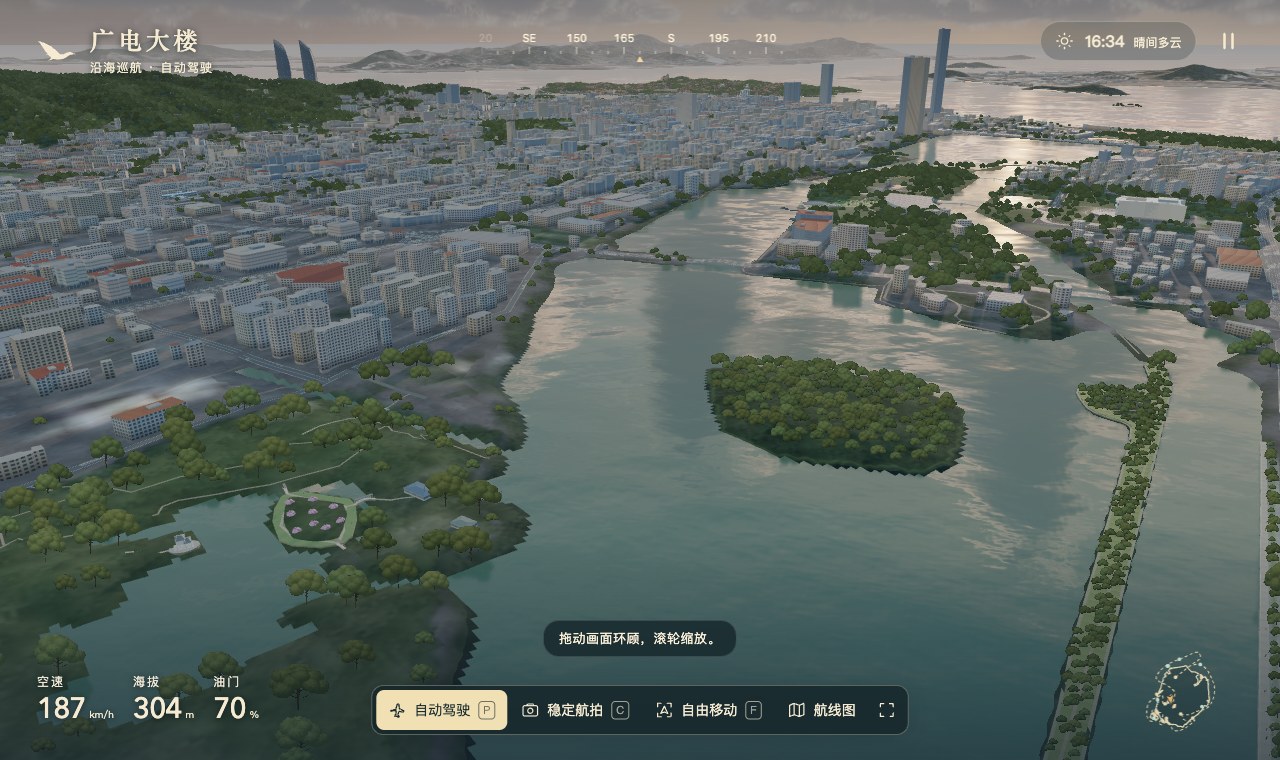 广电大楼
沿海巡航 · 自动驾驶
20 SE 150 165 S 195 210
16:34 晴间多云
拖动画面环顾，滚轮缩放。
空速 海拔 油门
187 km/h 304 m 70 %
自动驾驶 P 稳定航拍 C 自由移动 F 航线图